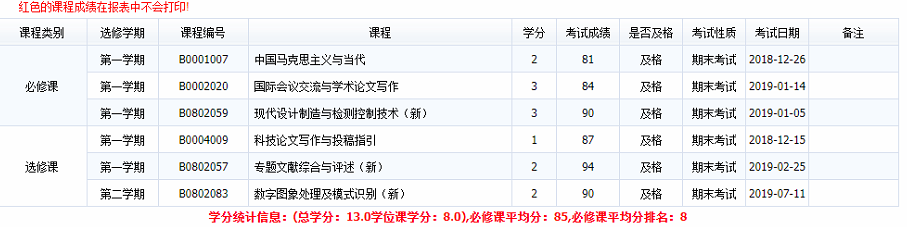 红色的课程成绩在报表中不会打印!
课程类别 选修学期 课程编号 课程 学分 考试成绩 是否及格 考试性质 考试日期 备注
必修课 第一学期 B0001007 中国马克思主义与当代 2 81 及格 期末考试 2018-12-26
第一学期 B0002020 国际会议交流与学术论文写作 3 84 及格 期末考试 2019-01-14
第一学期 B0802059 现代设计制造与检测控制技术（新） 3 90 及格 期末考试 2019-01-05
选修课 第一学期 B0004009 科技论文写作与投稿指引 1 87 及格 期末考试 2018-12-15
第一学期 B0802057 专题文献综合与评述（新） 2 94 及格 期末考试 2019-02-25
第二学期 B0802083 数字图象处理及模式识别（新） 2 90 及格 期末考试 2019-07-11
学分统计信息：(总学分：13.0学位课学分：8.0),必修课平均分：85,必修课平均分排名：8